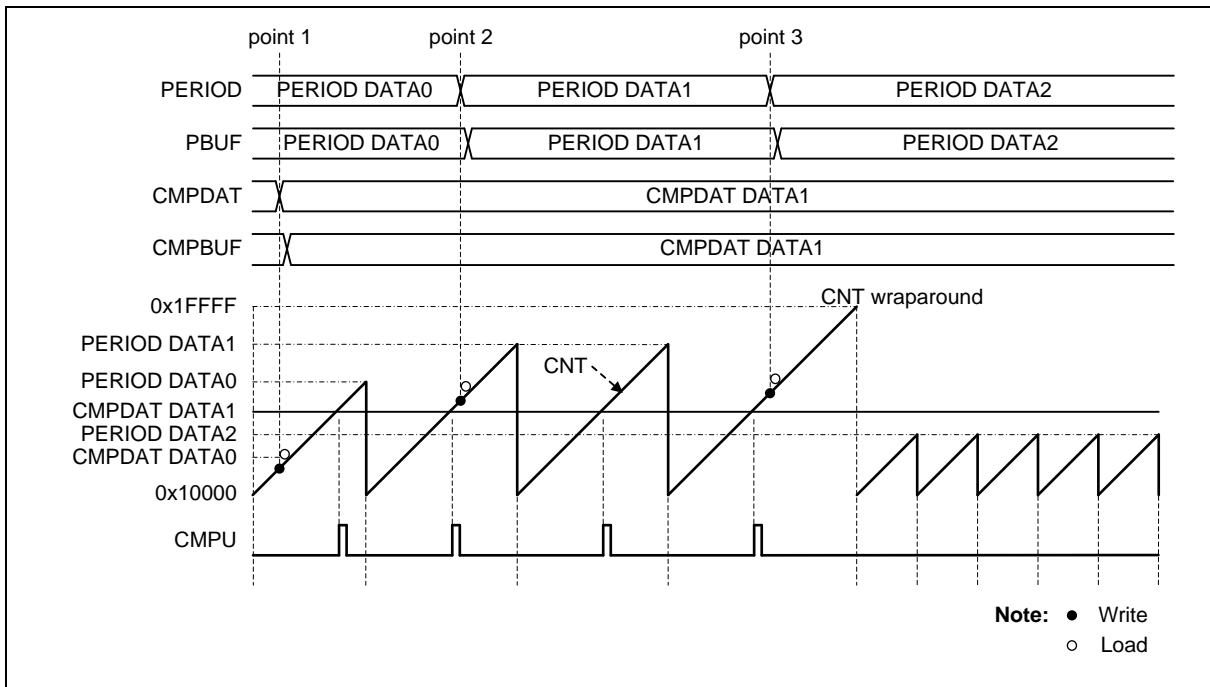 point 1 point 2 point 3
PERIOD PERIOD DATA0 PERIOD DATA1 PERIOD DATA2
PBUF PERIOD DATA0 PERIOD DATA1 PERIOD DATA2
CMPDAT CMPDAT DATA1
CMPBUF CMPDAT DATA1
0x1FFFF CNT wraparound
PERIOD DATA1
CNT
PERIOD DATA0
CMPDAT DATA1
PERIOD DATA2
CMPDAT DATA0
0x10000
CMPU
Note: ● Write
○ Load